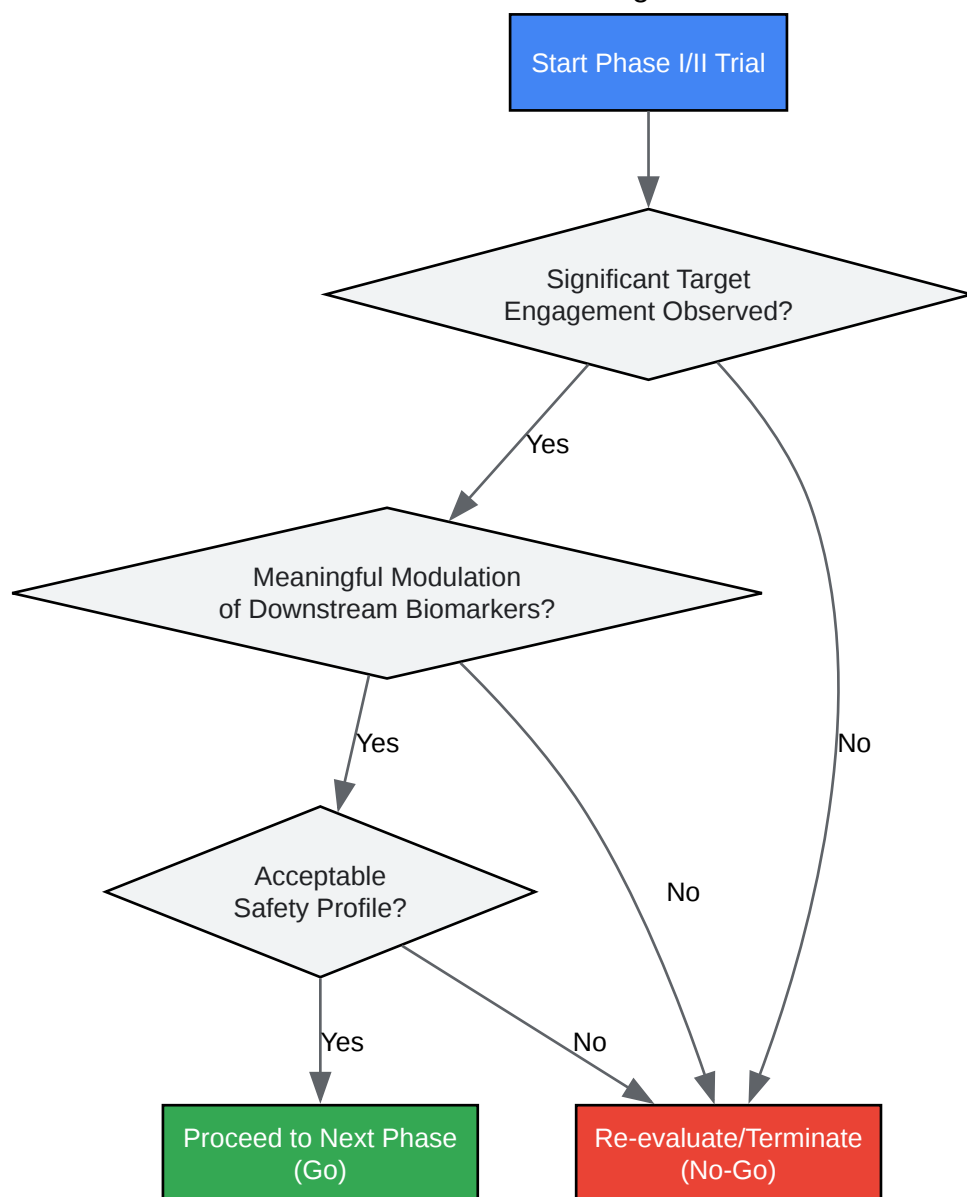 Start Phase I/II Trial
Significant Target
Engagement Observed?
Yes
Meaningful Modulation
of Downstream Biomarkers?
Yes
No
Acceptable
Safety Profile?
No
Yes
No
Proceed to Next Phase
(Go)
Re-evaluate/Terminate
(No-Go)